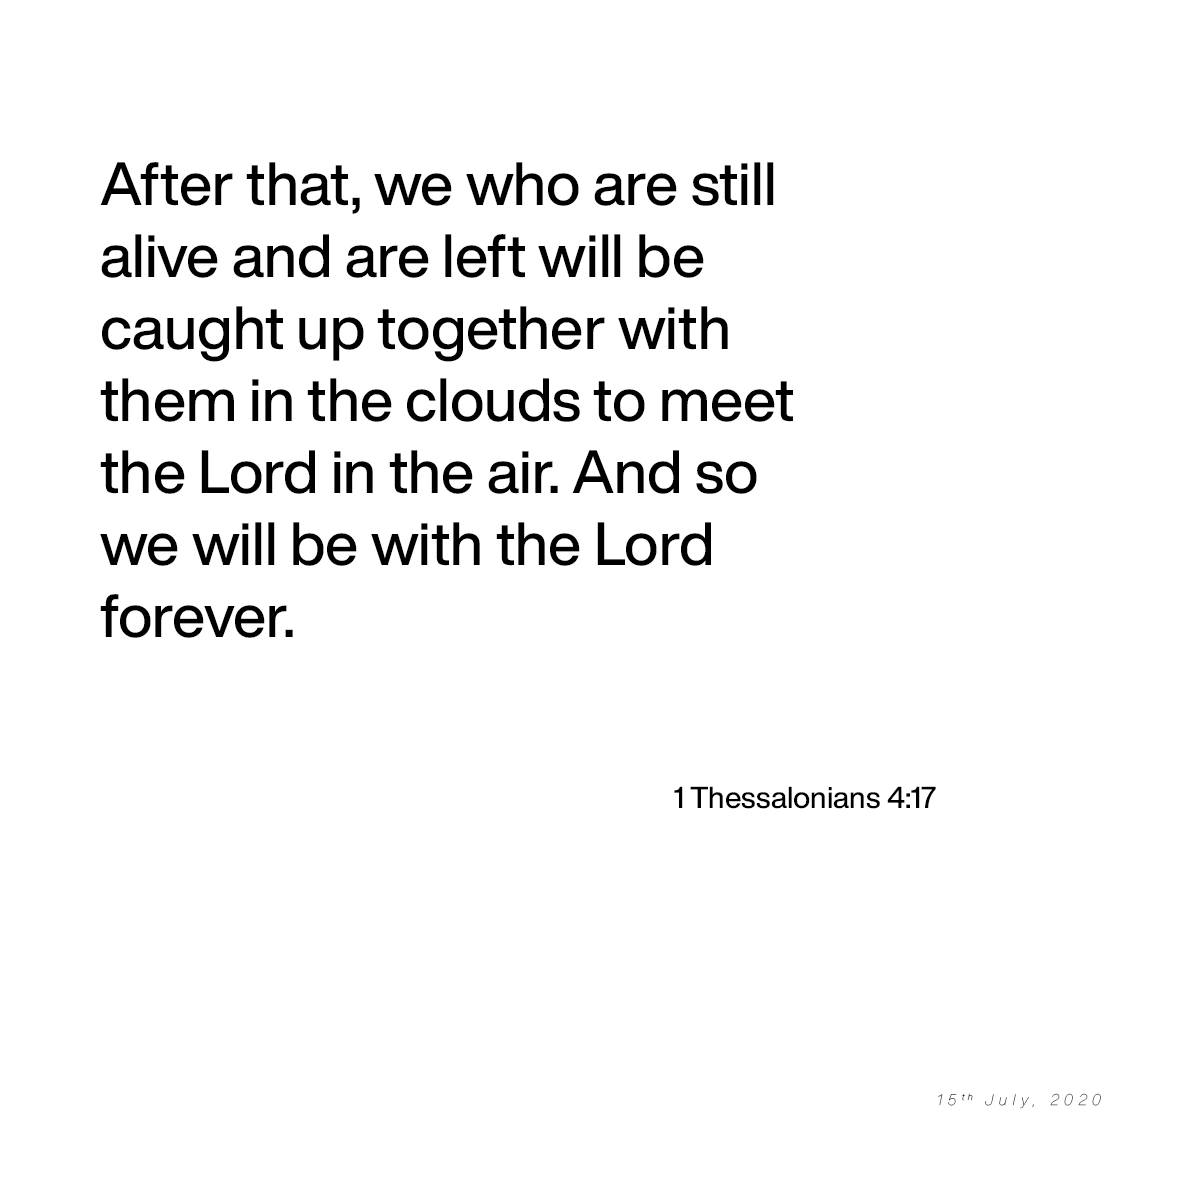 After that, we who are still
alive and are left will be
caught up together with
them in the clouds to meet
the Lord in the air. And so
we will be with the Lord
forever.
1 Thessalonians 4:17
15th July, 2020